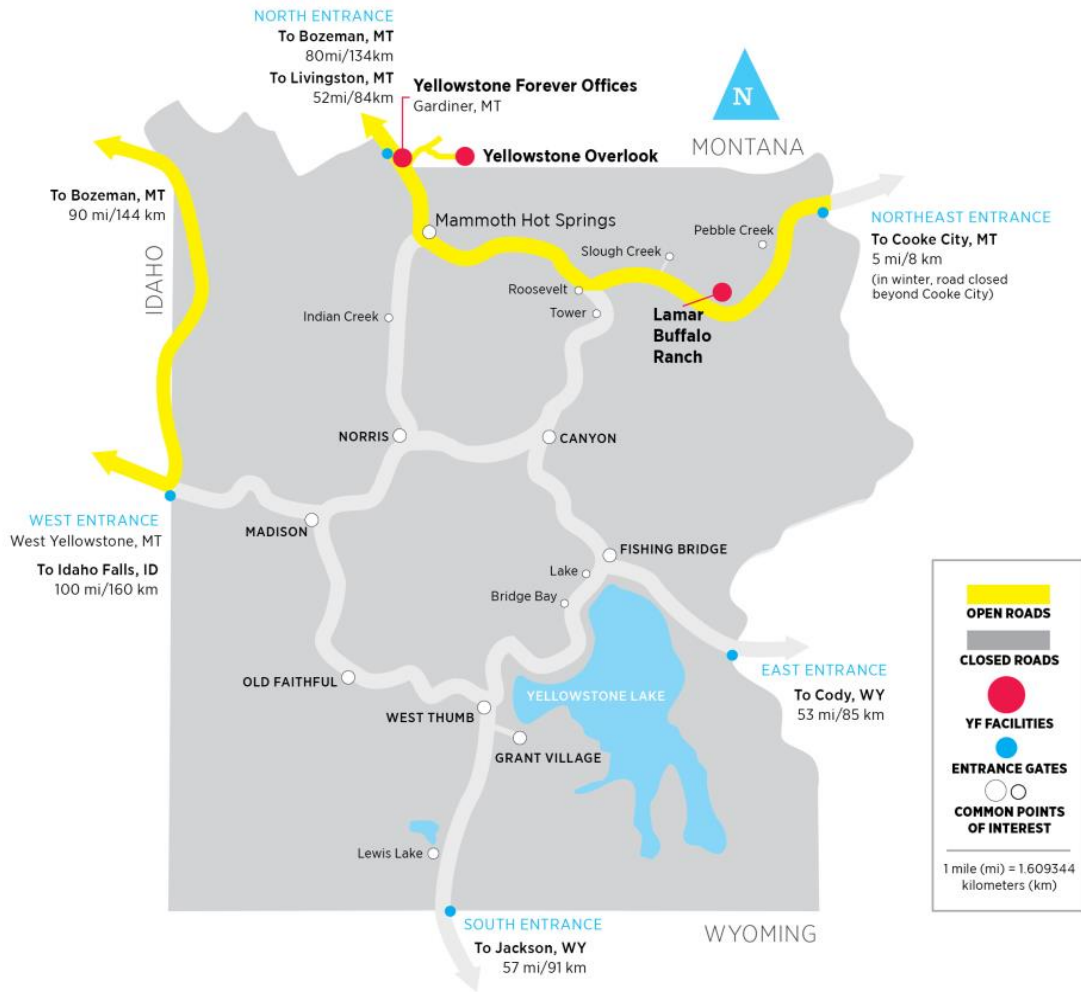 NORTH ENTRANCE
To Bozeman, MT
80mi/134km
To Livingston, MT
52mi/84km
Yellowstone Forever Offices
Gardiner, MT
N
MONTANA
Yellowstone Overlook
To Bozeman, MT
90 mi/144 km
IDAHO
Mammoth Hot Springs
Pebble Creek
Slough Creek
NORTHEAST ENTRANCE
To Cooke City, MT
5 mi/8 km
(in winter, road closed
beyond Cooke City)
Roosevelt
Tower
Indian Creek
Lamar
Buffalo
Ranch
NORRIS
CANYON
WEST ENTRANCE
West Yellowstone, MT
To Idaho Falls, ID
100 mi/160 km
MADISON
FISHING BRIDGE
Lake
Bridge Bay
OLD FAITHFUL
YELLOWSTONE LAKE
EAST ENTRANCE
To Cody, WY
53 mi/85 km
WEST THUMB
GRANT VILLAGE
Lewis Lake
SOUTH ENTRANCE
To Jackson, WY
57 mi/91 km
WYOMING
OPEN ROADS
CLOSED ROADS
YF FACILITIES
ENTRANCE GATES
COMMON POINTS
OF INTEREST
1 mile (mi) = 1.609344
kilometers (km)